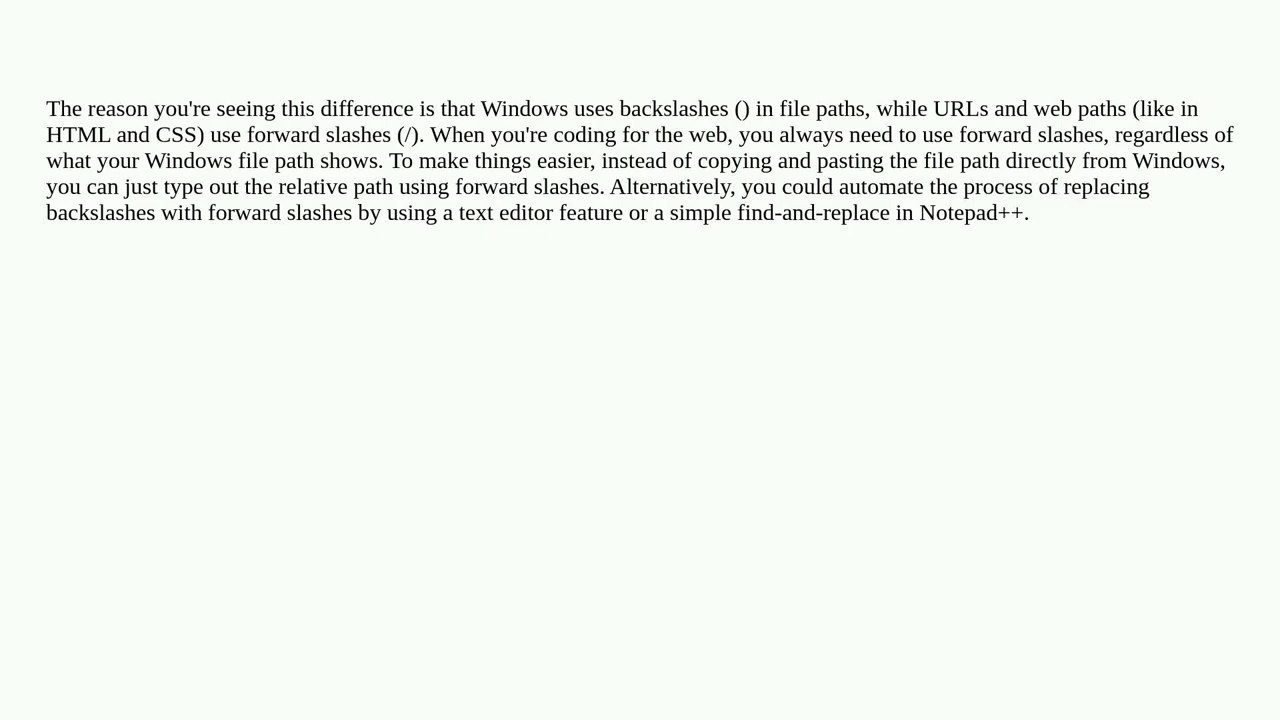 The reason you're seeing this difference is that Windows uses backslashes () in file paths, while URLs and web paths (like in
HTML and CSS) use forward slashes (/). When you're coding for the web, you always need to use forward slashes, regardless of
what your Windows file path shows. To make things easier, instead of copying and pasting the file path directly from Windows,
you can just type out the relative path using forward slashes. Alternatively, you could automate the process of replacing
backslashes with forward slashes by using a text editor feature or a simple find-and-replace in Notepad++.